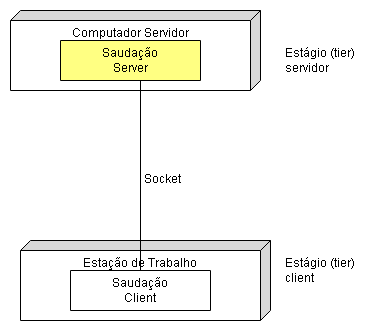 Computador Servidor
Saudação
Server
Estágio (tier)
servidor
Socket
Estação de Trabalho
Saudação
Client
Estágio (tier)
client